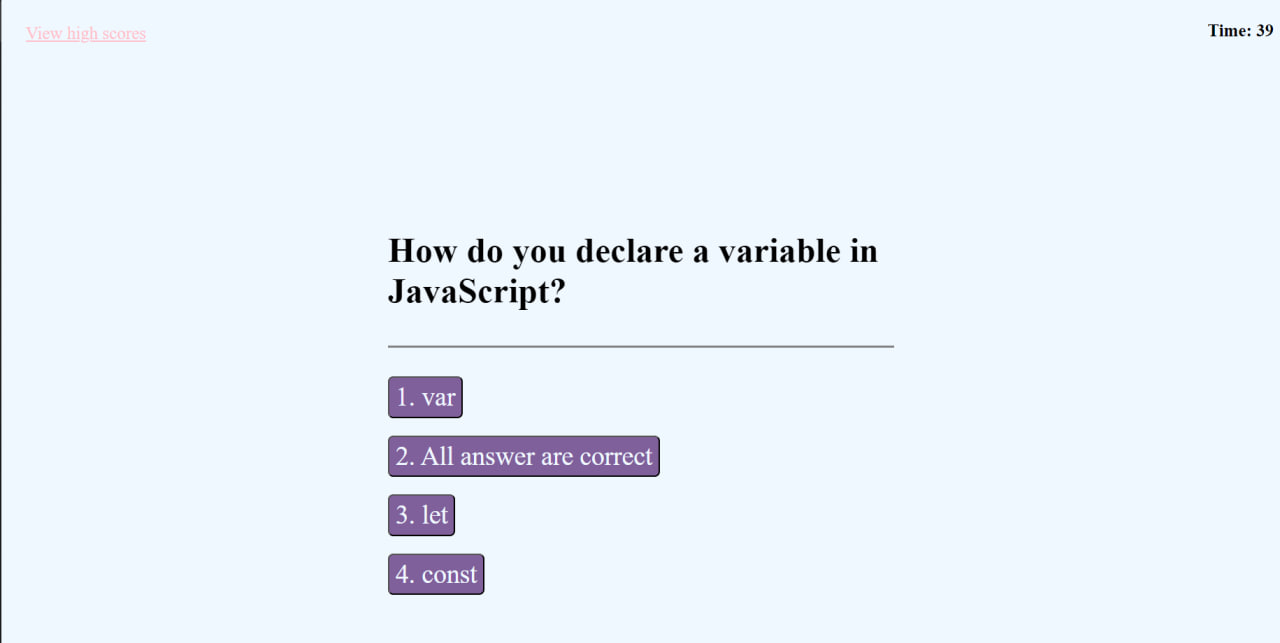 View high scores
Time: 39
How do you declare a variable in
JavaScript?
1. var
2. All answer are correct
3. let
4. const